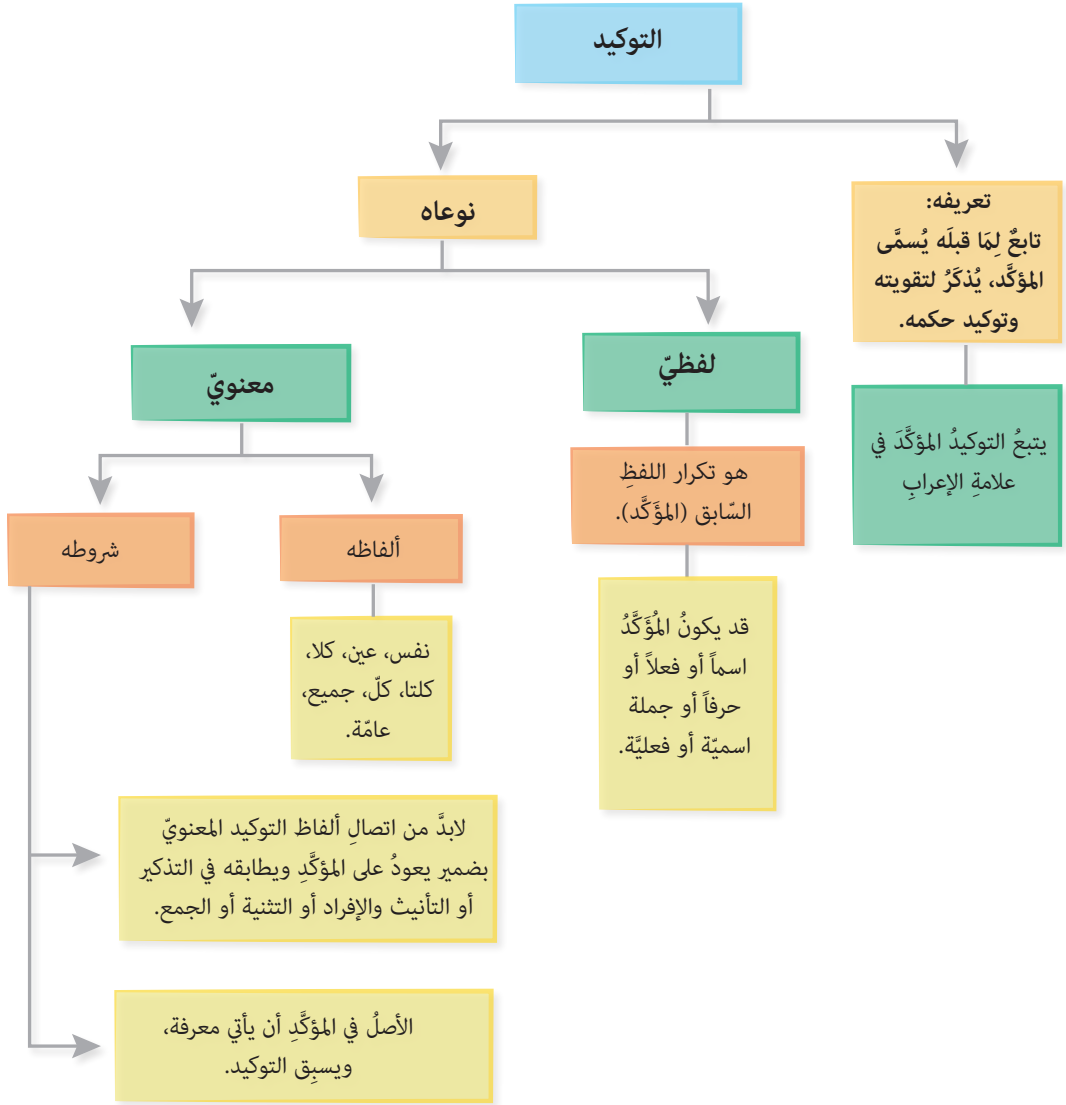 التوكيد
تعريفه:
تابعٌ لِمَا قبلَه يُسمَّى
المؤكَّد، يُذكَرُ لتقويته
وتوكيد حكمه.
يتبعُ التوكيدُ المؤكَّدَ في
علامةِ الإعرابِ
نوعاه
لفظيّ
هو تكرار اللفظِ
السّابق (المؤَكَّد).
قد يكونُ المُؤَكَّدُ
اسماً أو فعلاً أو
حرفاً أو جملة
اسميّة أو فعليَّة.
معنويّ
ألفاظه
نفس، عين، كلا،
كلتا، كلّ، جميع،
عامّة.
شروطه
لابدَّ من اتصالِ ألفاظ التوكيد المعنويّ
بضمير يعودُ على المؤكَّدِ ويطابقه في التذكير
أو التأنيث والإفراد أو التثنية أو الجمع.
الأصلُ في المؤكَّدِ أن يأتي معرفة،
ويسبِق التوكيد.